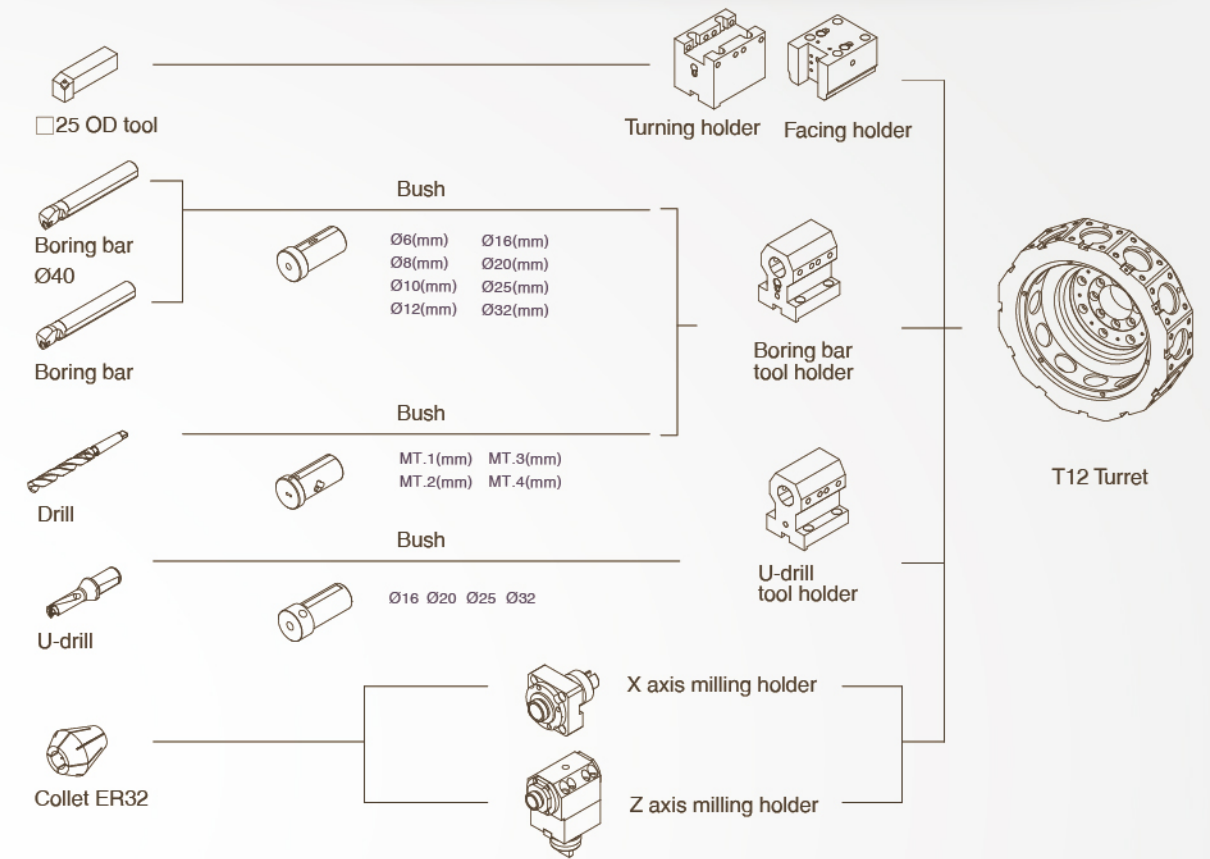 □25 OD tool
Turning holder
Facing holder
Boring bar
Ø40
Bush
Ø6(mm) Ø16(mm)
Ø8(mm) Ø20(mm)
Ø10(mm) Ø25(mm)
Ø12(mm) Ø32(mm)
Boring bar
Boring bar
tool holder
Bush
MT.1(mm) MT.3(mm)
MT.2(mm) MT.4(mm)
Drill
T12 Turret
Bush
Ø16 Ø20 Ø25 Ø32
U-drill
U-drill
tool holder
X axis milling holder
Collet ER32
Z axis milling holder